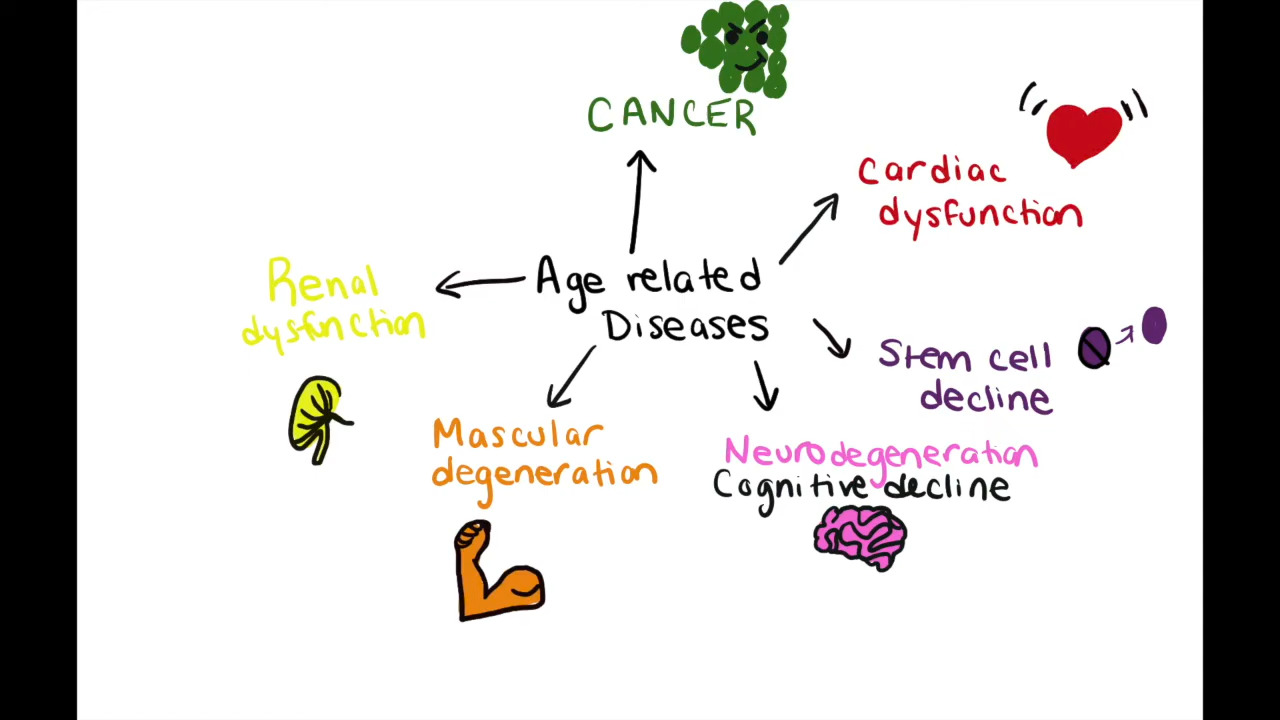 CANCER
Cardiac
dysfunction
Age related
Diseases
Renal
dysfunction
Stem cell
decline
Mascular
degeneration
Neurodegeneration
Cognitive decline